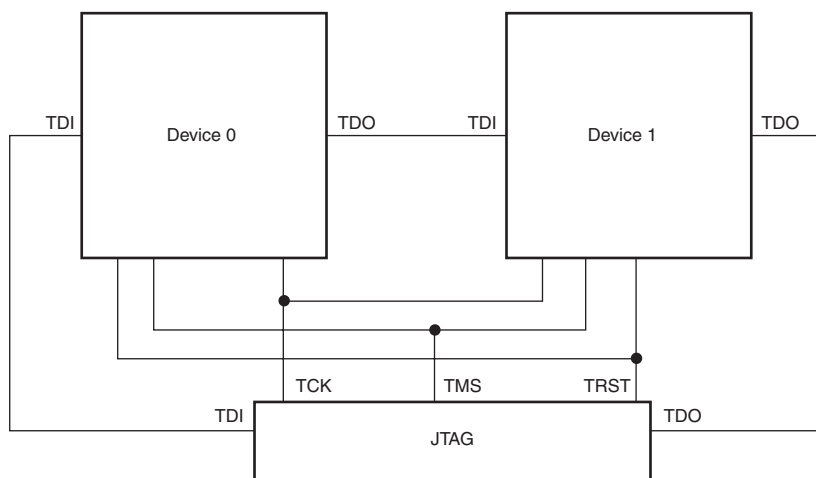 TDI
Device 0
TDO
TDI
Device 1
TDO
TCK
TMS
TRST
TDI
JTAG
TDO